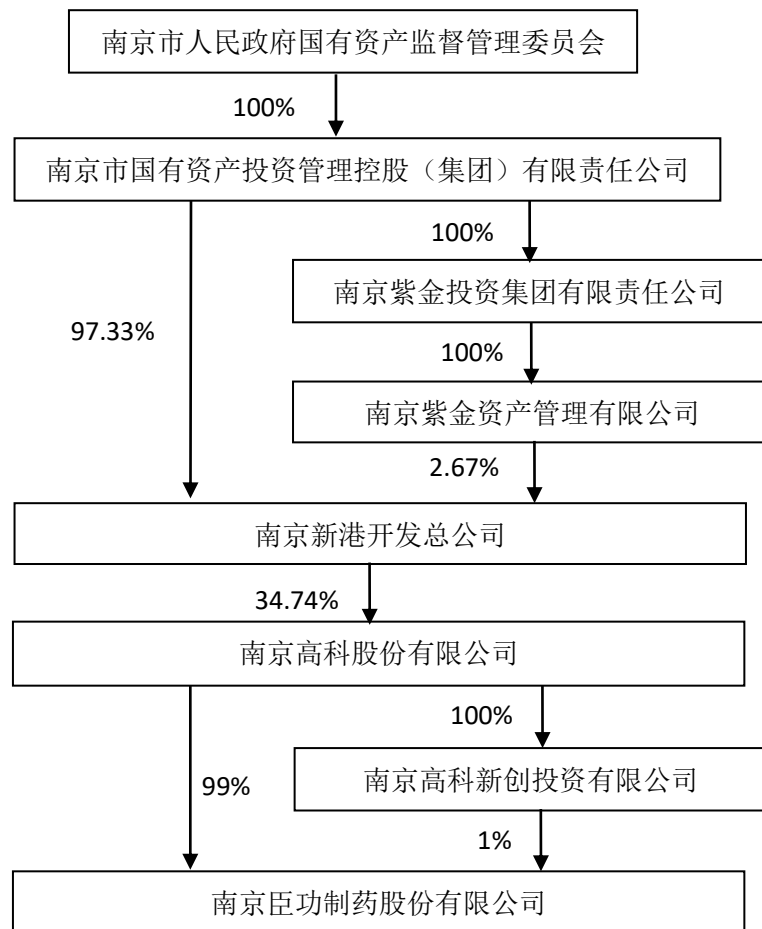 南京市人民政府国有资产监督管理委员会
100%
南京市国有资产投资管理控股（集团）有限责任公司
100%
南京紫金投资集团有限责任公司
97.33%
100%
南京紫金资产管理有限公司
2.67%
南京新港开发总公司
34.74%
南京高科股份有限公司
100%
南京高科新创投资有限公司
99%
1%
南京臣功制药股份有限公司